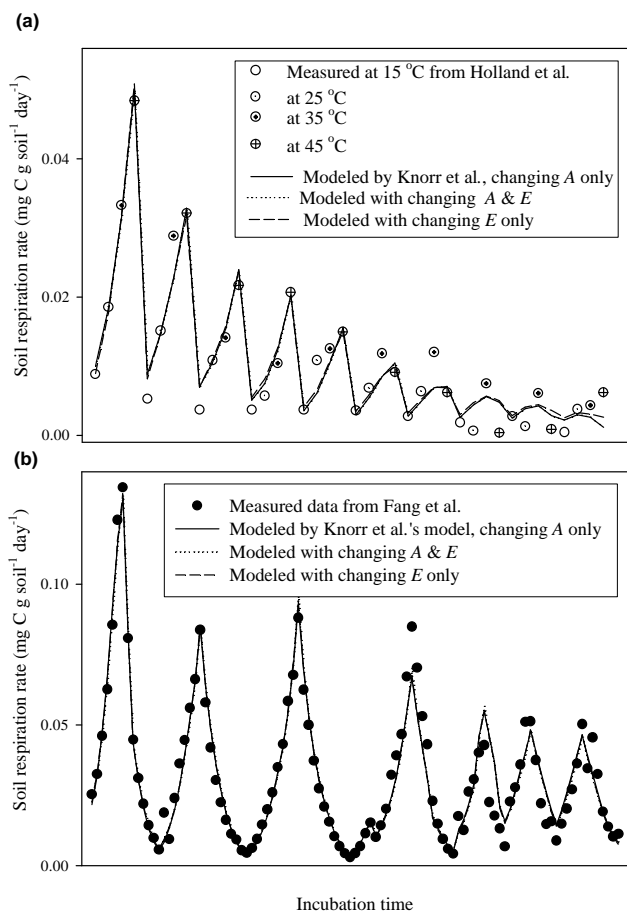 (a)
Soil respiration rate (mg C g soil⁻¹ day⁻¹)
0.04
0.02
0.00
Measured at 15 °C from Holland et al.
at 25 °C
at 35 °C
at 45 °C
Modeled by Knorr et al., changing A only
Modeled with changing A & E
Modeled with changing E only
(b)
Soil respiration rate (mg C g soil⁻¹ day⁻¹)
0.10
0.05
0.00
Measured data from Fang et al.
Modeled by Knorr et al.'s model, changing A only
Modeled with changing A & E
Modeled with changing E only
Incubation time